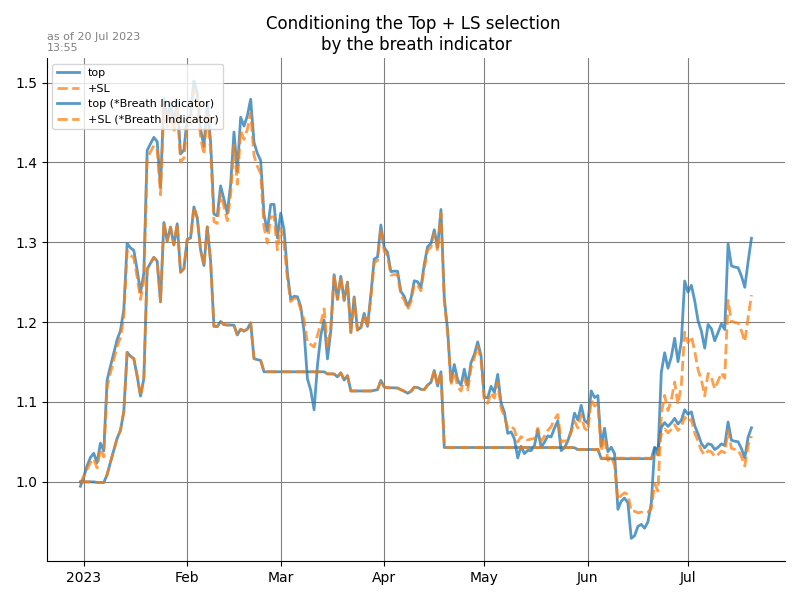 Conditioning the Top + LS selection
by the breath indicator
as of 20 Jul 2023
13:55
top
+SL
top (*Breath Indicator)
+SL (*Breath Indicator)
1.5
1.4
1.3
1.2
1.1
1.0
2023 Feb Mar Apr May Jun Jul